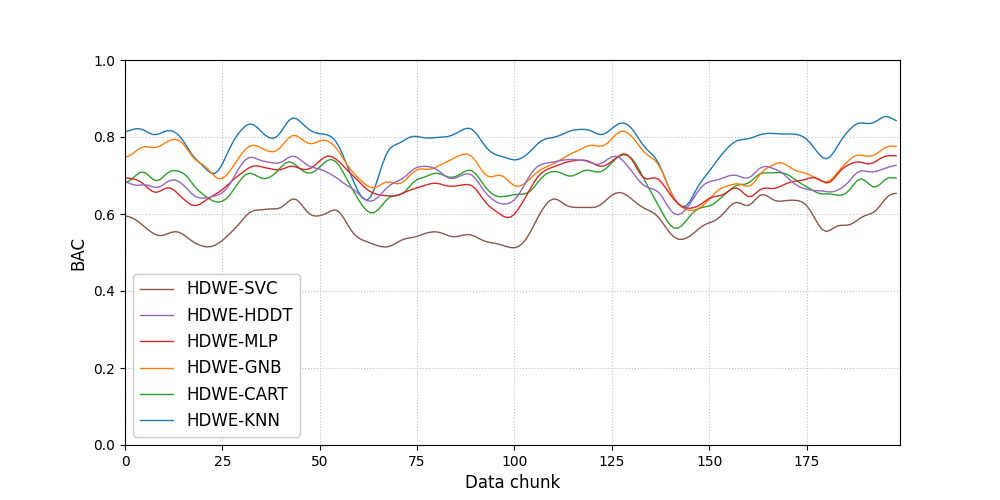 1.0
0.8
0.6
0.4
0.2
0.0
BAC
HDWE-SVC
HDWE-HDDT
HDWE-MLP
HDWE-GNB
HDWE-CART
HDWE-KNN
0 25 50 75 100 125 150 175
Data chunk